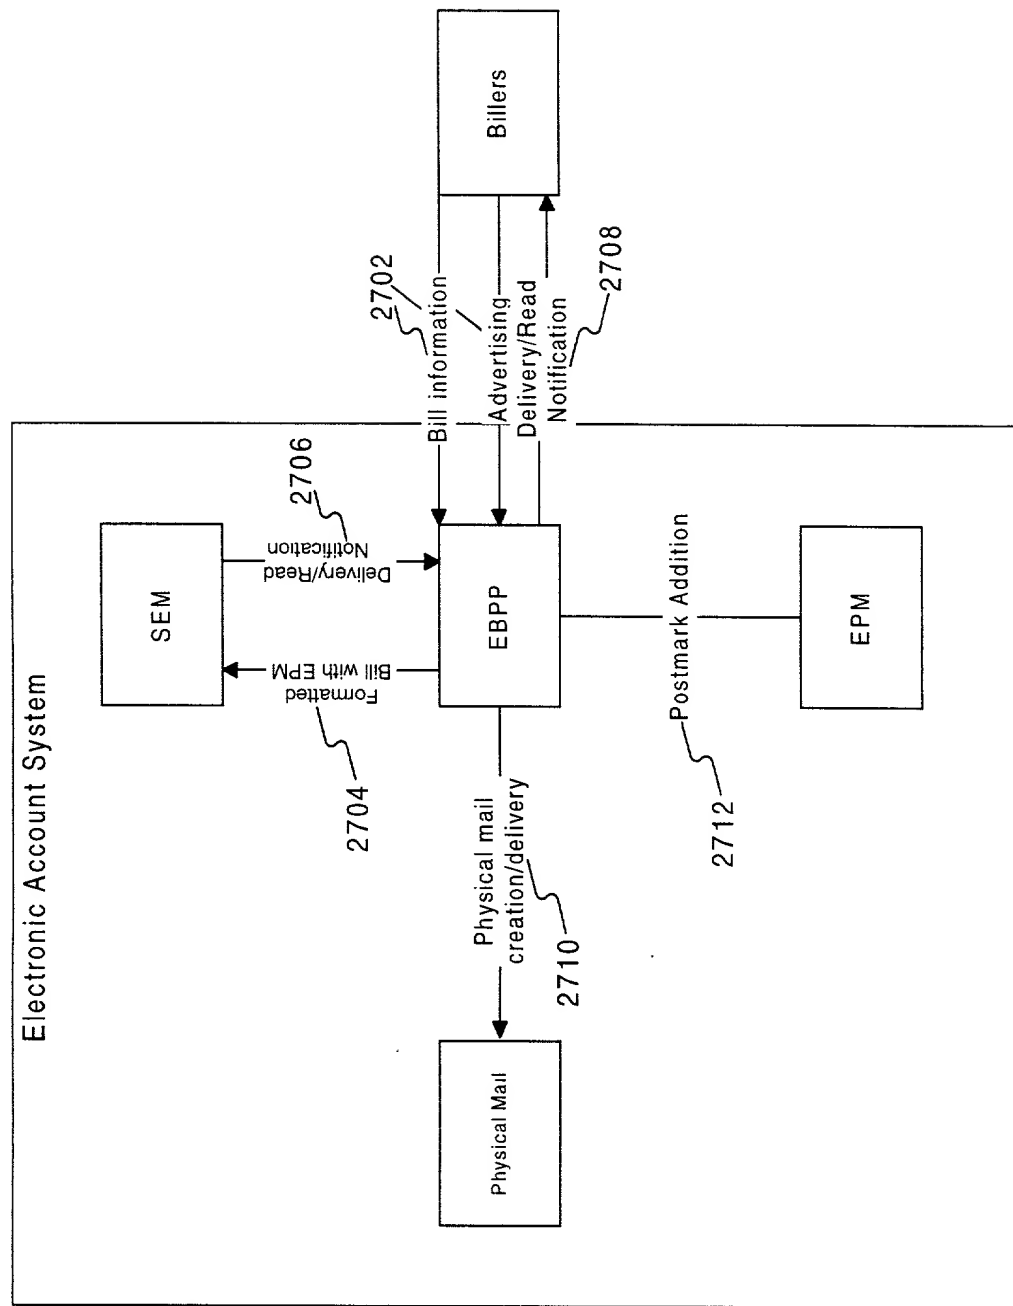 Electronic Account System
SEM
2704
Formatted
Bill with EPM
Delivery/Read
Notification
2706
Physical Mail
Physical mail
creation/delivery
2710
EBPP
Bill information
2702
Advertising
Delivery/Read
Notification
2708
Billers
Postmark Addition
2712
EPM